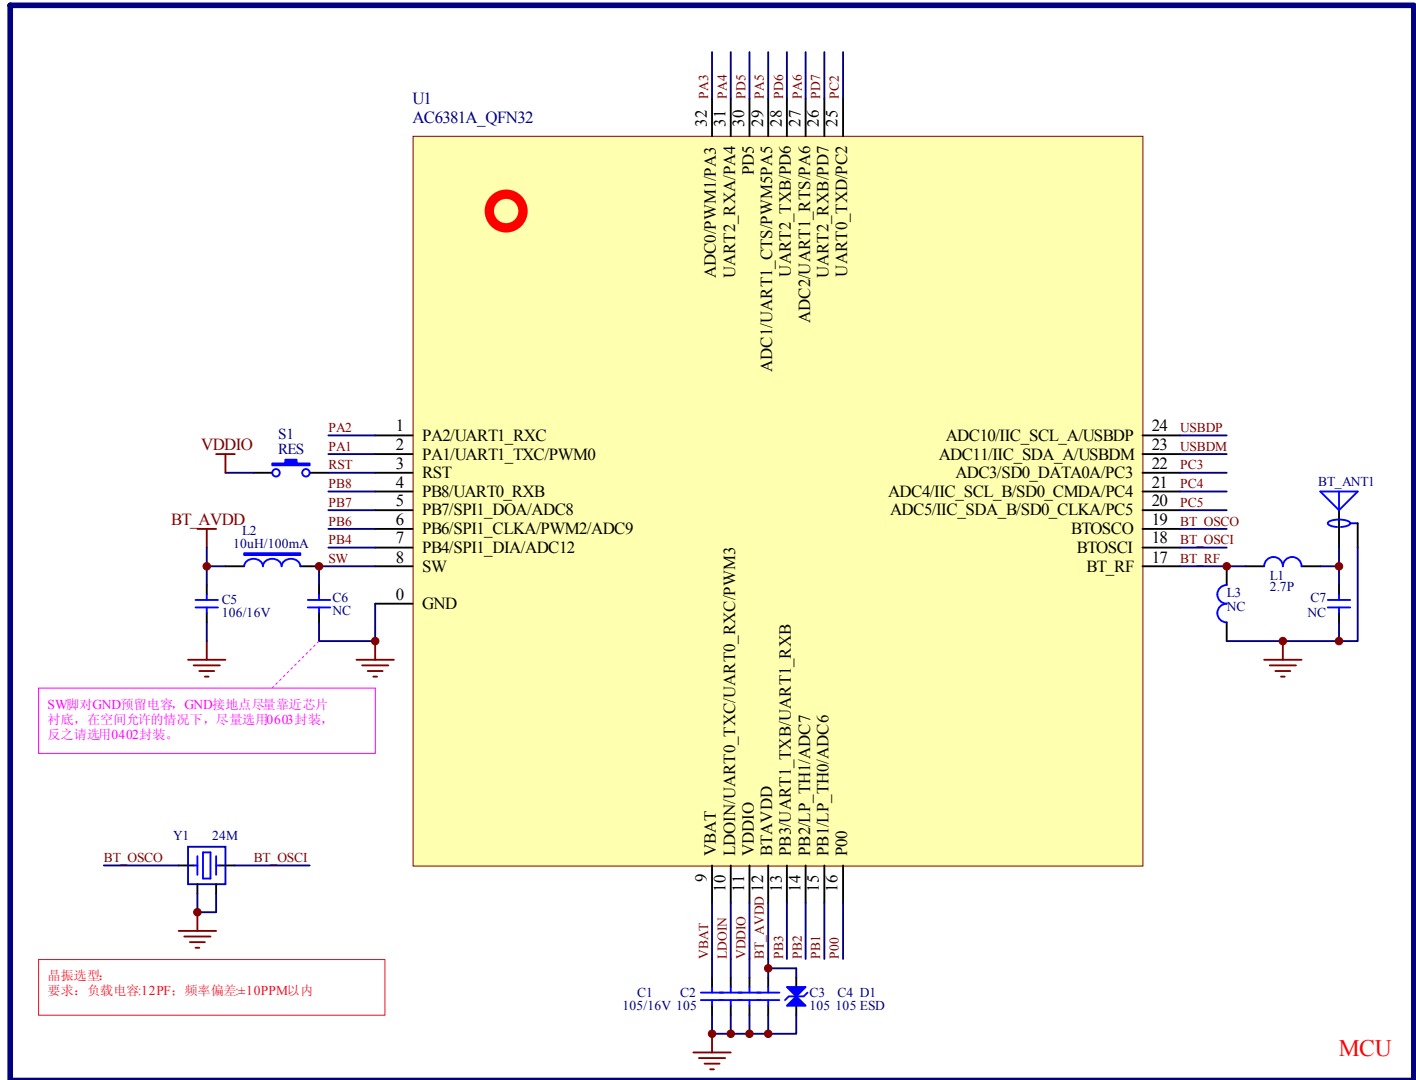 U1
AC6381A_QFN32
PA3
PA4
PD5
PA5
PD6
PA6
PD7
PC2
32
31
30
29
28
27
26
25
ADC0/PWM1/PA3
UART2_RXA/PA4
PD5
ADC1/UART1_CTS/PWM5PA5
UART2_TXB/PD6
ADC2/UART1_RTS/PA6
UART2_RXB/PD7
UART0_TXD/PC2
VDDIO
S1
RES
PA2 1 PA2/UART1_RXC
PA1 2 PA1/UART1_TXC/PWM0
RST 3 RST
PB8 4 PB8/UART0_RXB
PB7 5 PB7/SPI1_DOA/ADC8
PB6 6 PB6/SPI1_CLKA/PWM2/ADC9
PB4 7 PB4/SPI1_DIA/ADC12
SW 8 SW
0 GND
BT_AVDD
L2
10uH/100mA
C5
106/16V
C6
NC
ADC10/IIC_SCL_A/USBDP 24 USBDP
ADC11/IIC_SDA_A/USBDM 23 USBDM
ADC3/SD0_DATA0A/PC3 22 PC3
ADC4/IIC_SCL_B/SD0_CMDA/PC4 21 PC4
ADC5/IIC_SDA_B/SD0_CLKA/PC5 20 PC5
BTOSCO 19 BT_OSCO
BTOSCI 18 BT_OSCI
BT_RF 17 BT_RF
BT_ANT1
L1
2.7P
L3
NC
C7
NC
SW脚对GND预留电容，GND接地点尽量靠近芯片
衬底，在空间允许的情况下，尽量选用0603封装，
反之请选用0402封装。
VBAT
LDOIN/UART0_TXC/UART0_RXC/PWM3
VDDIO
BTAVDD
PB3/UART1_TXB/UART1_RXB
PB2/LP_TH1/ADC7
PB1/LP_TH0/ADC6
P00
9
10
11
12
13
14
15
16
VBAT
LDOIN
VDDIO
BT_AVDD
PB3
PB2
PB1
P00
Y1 24M
BT_OSCO
BT_OSCI
晶振选型:
要求：负载电容:12PF；频率偏差±10PPM以内
C1 C2 C3 C4 D1
105/16V 105 105 105 ESD
MCU